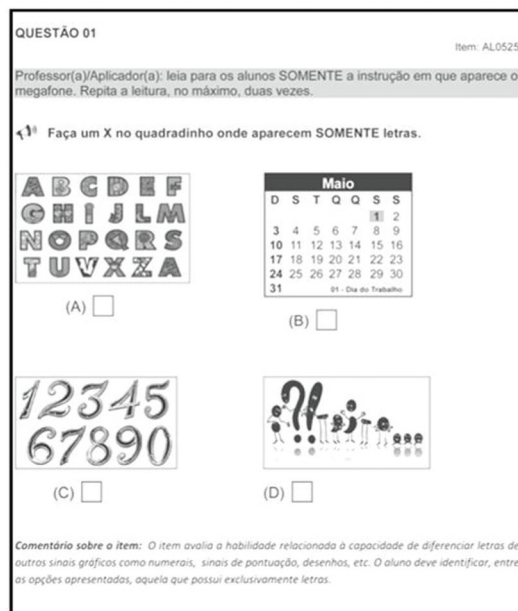 QUESTÃO 01
Item: AL0525
Professor(a)/Aplicador(a): leia para os alunos SOMENTE a instrução em que aparece o
megafone. Repita a leitura, no máximo, duas vezes.
Faça um X no quadradinho onde aparecem SOMENTE letras.
A B C D E F
G H I J L M
N O P Q R S
T U V X Z A
(A)
Maio
D S T Q Q S S
1 2
3 4 5 6 7 8 9
10 11 12 13 14 15 16
17 18 19 20 21 22 23
24 25 26 27 28 29 30
31 01 - Dia do Trabalho
(B)
12345
67890
(C)
?!
(D)
Comentário sobre o item: O item avalia a habilidade relacionada à capacidade de diferenciar letras de
outros sinais gráficos como numerais, sinais de pontuação, desenhos, etc. O aluno deve identificar, entre
as opções apresentadas, aquela que possui exclusivamente letras.